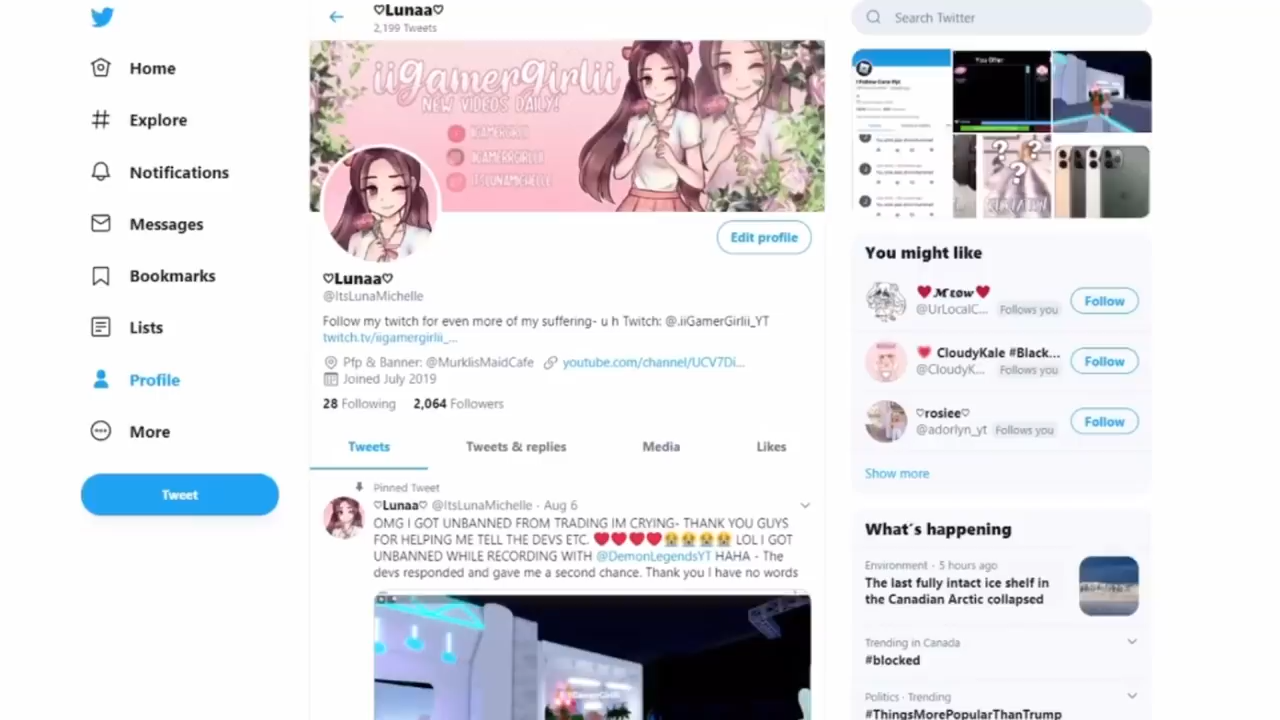 ♡Lunaa♡
2,199 Tweets
Search Twitter
Home
Explore
Notifications
Messages
Bookmarks
Lists
Profile
More
Tweet
iiGamerGirlii
NEW VIDEOS DAILY!
IIGAMERGIRLII
ITSLUNAMICHELLE
You Offer
Edit profile
♡Lunaa♡
@ItsLunaMichelle
Follow my twitch for even more of my suffering- u h Twitch: @.iiGamerGirlii_YT
twitch.tv/iigamergirlii_...
Pfp & Banner: @MurklisMaidCafe youtube.com/channel/UCV7Di...
Joined July 2019
28 Following 2,064 Followers
Tweets Tweets & replies Media Likes
Pinned Tweet
♡Lunaa♡ @ItsLunaMichelle · Aug 6
OMG I GOT UNBANNED FROM TRADING IM CRYING- THANK YOU GUYS
FOR HELPING ME TELL THE DEVS ETC. ❤❤❤❤😭😭😭😭 LOL I GOT
UNBANNED WHILE RECORDING WITH @DemonLegendsYT HAHA - The
devs responded and gave me a second chance. Thank you I have no words
You might like
❤ 𝑴𝒆𝒐𝒘 ❤
@UrLocalC... Follows you
Follow
💗 CloudyKale #Black...
@CloudyK... Follows you
Follow
♡rosiee♡
@adorlyn_yt Follows you
Follow
Show more
What's happening
Environment · 5 hours ago
The last fully intact ice shelf in
the Canadian Arctic collapsed
Trending in Canada
#blocked
Politics · Trending
#ThingsMorePopularThanTrump